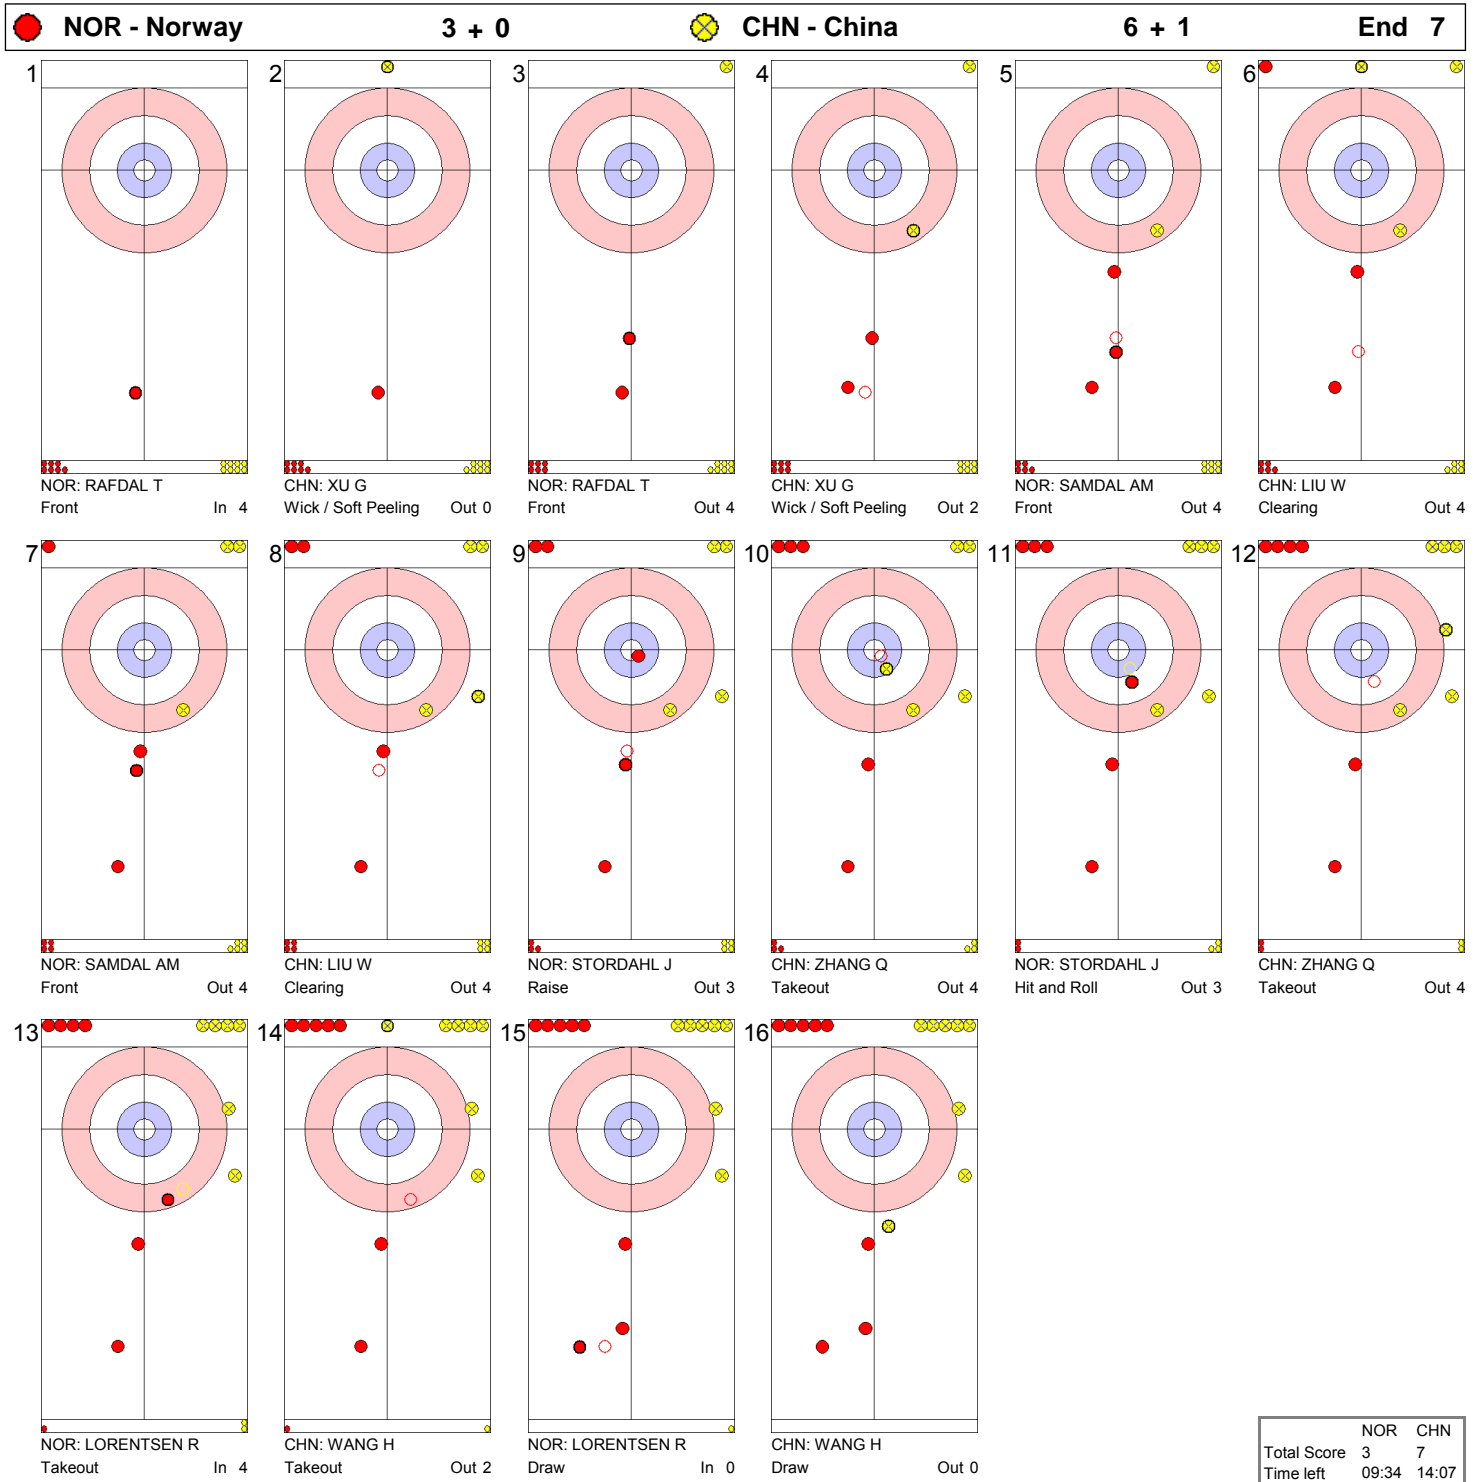 NOR - Norway 3 + 0 CHN - China 6 + 1 End 7
1 2 3 4 5 6
NOR: RAFDAL T CHN: XU G NOR: RAFDAL T CHN: XU G NOR: SAMDAL AM CHN: LIU W
Front In 4 Wick / Soft Peeling Out 0 Front Out 4 Wick / Soft Peeling Out 2 Front Out 4 Clearing Out 4
7 8 9 10 11 12
NOR: SAMDAL AM CHN: LIU W NOR: STORDAHL J CHN: ZHANG Q NOR: STORDAHL J CHN: ZHANG Q
Front Out 4 Clearing Out 4 Raise Out 3 Takeout Out 4 Hit and Roll Out 3 Takeout Out 4
13 14 15 16
NOR: LORENTSEN R CHN: WANG H NOR: LORENTSEN R CHN: WANG H
Takeout In 4 Takeout Out 2 Draw In 0 Draw Out 0
NOR CHN
Total Score 3 7
Time left 09:34 14:07